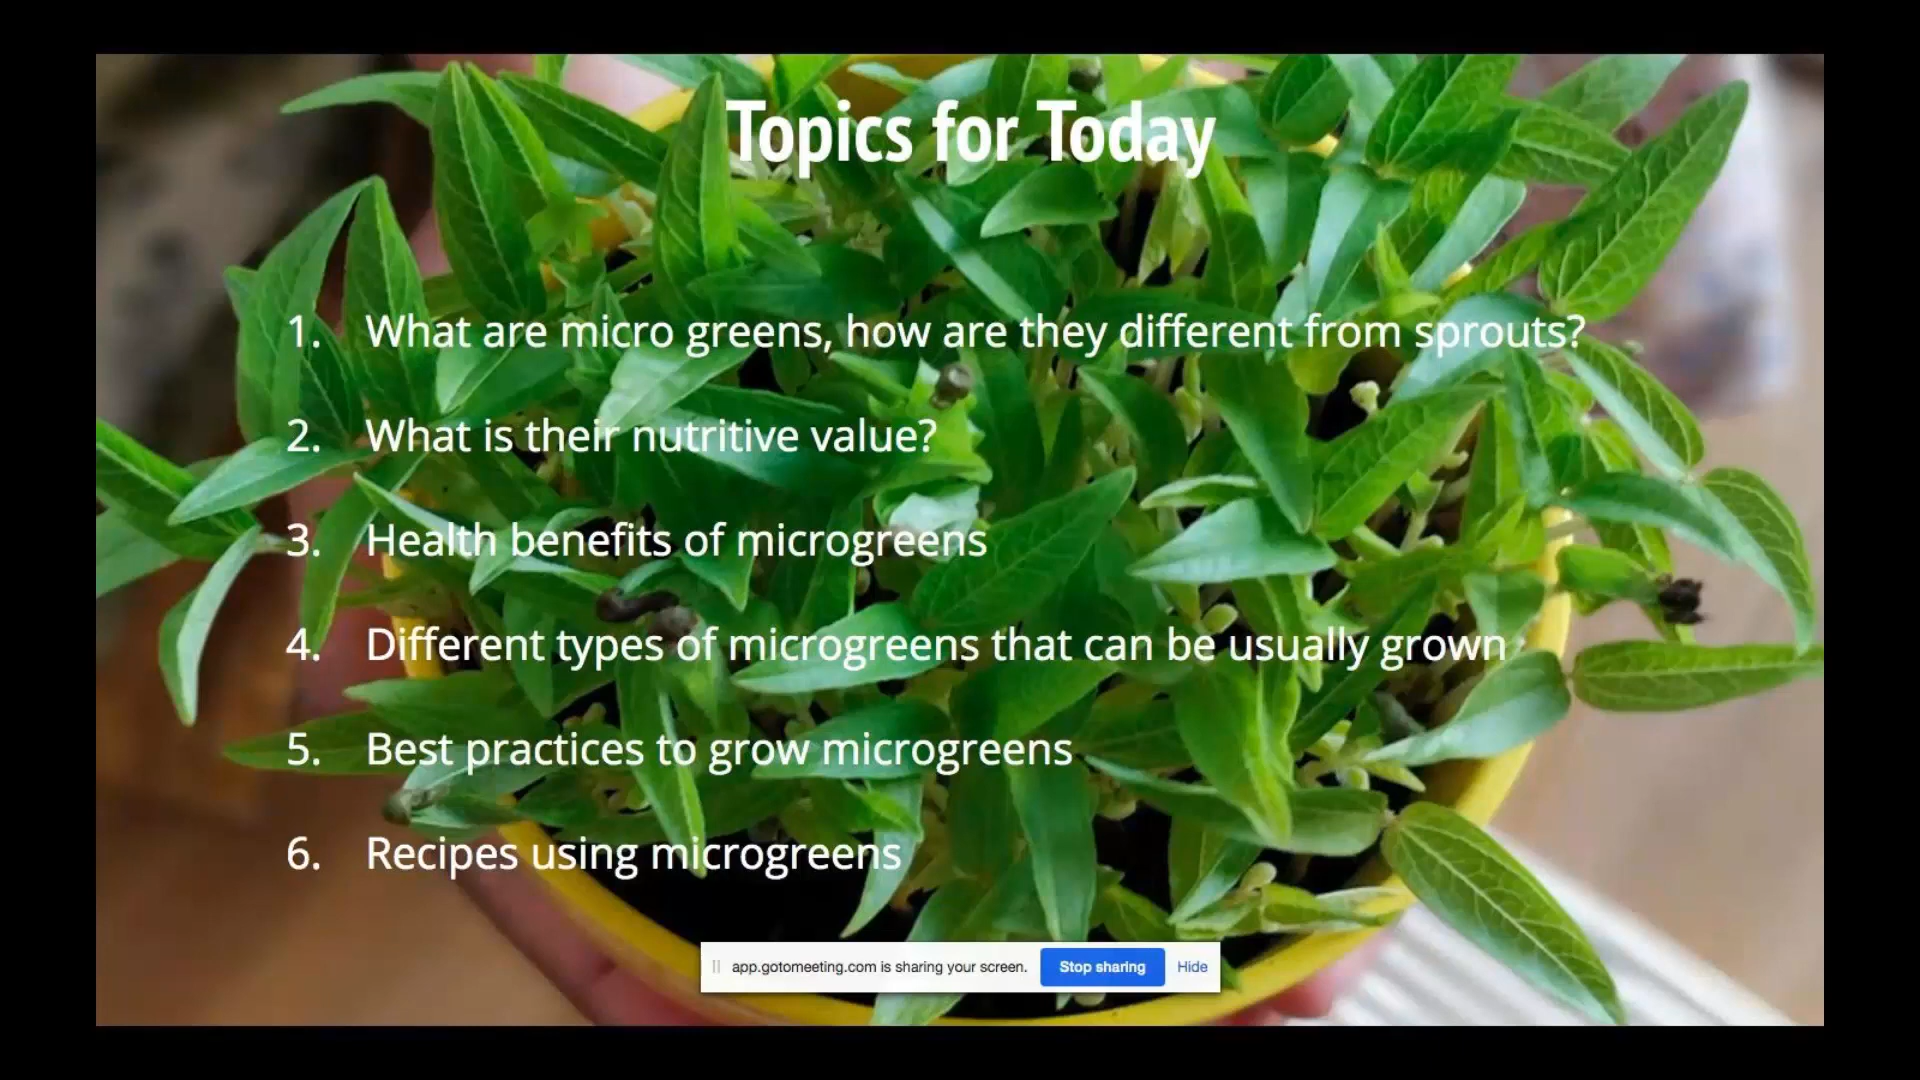 Topics for Today
1. What are micro greens, how are they different from sprouts?
2. What is their nutritive value?
3. Health benefits of microgreens
4. Different types of microgreens that can be usually grown
5. Best practices to grow microgreens
6. Recipes using microgreens
app.gotomeeting.com is sharing your screen. Stop sharing Hide